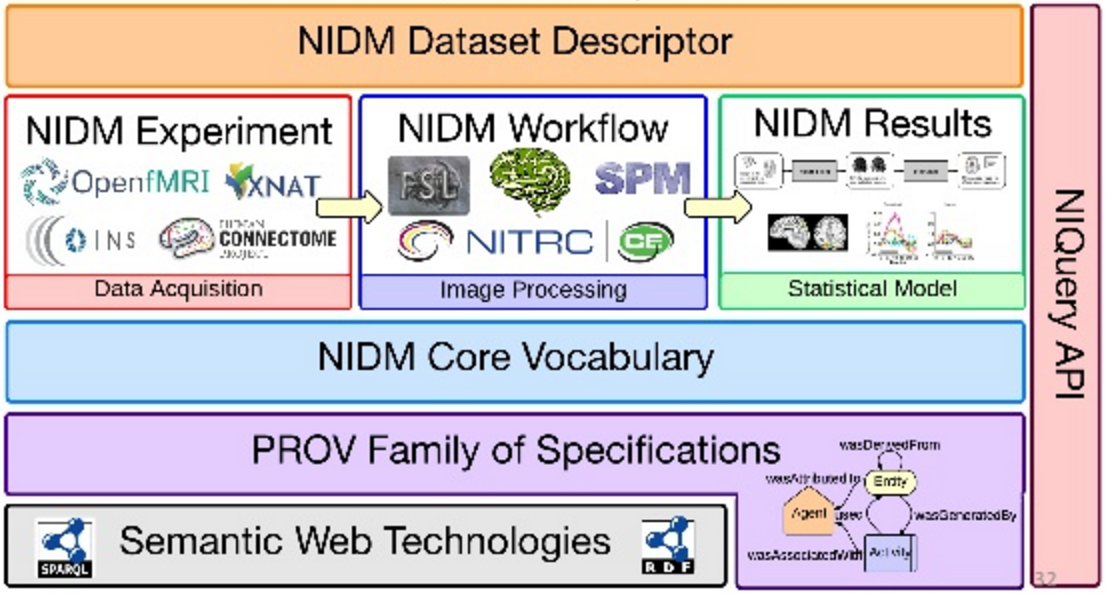 NIDM Dataset Descriptor
NIDM Experiment
OpenfMRI
XNAT
INS
HUMAN
CONNECTOME
PROJECT
Data Acquisition
NIDM Workflow
FSL
SPM
NITRC
CE
Image Processing
NIDM Results
Statistical Model
NIDM Core Vocabulary
PROV Family of Specifications
wasDerivedFrom
wasAttributedTo
Entity
Agent
used
wasGeneratedBy
wasAssociatedWith
Activity
Semantic Web Technologies
SPARQL
RDF
NIQuery API
32